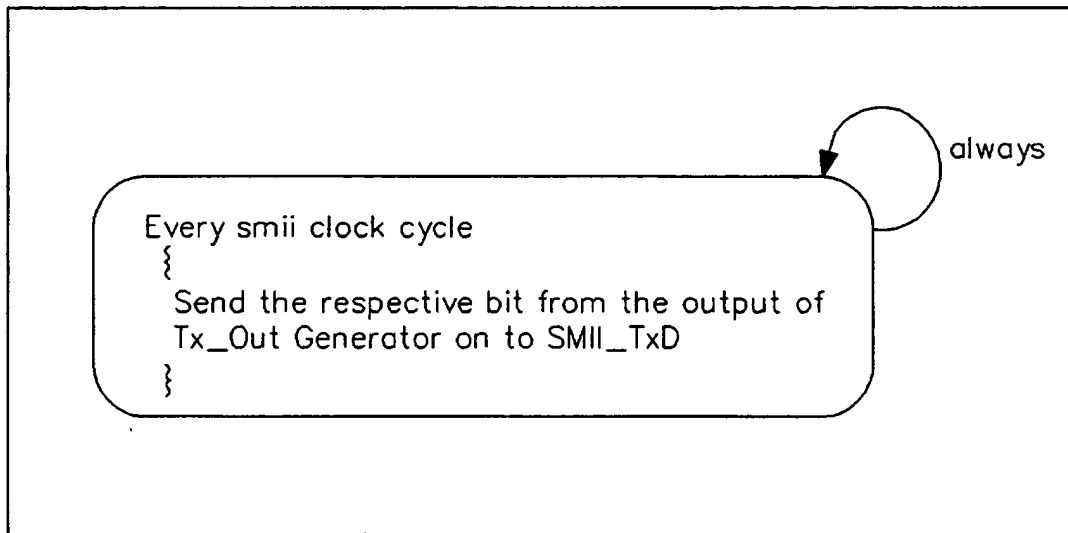 always
Every smii clock cycle
{
Send the respective bit from the output of
Tx_Out Generator on to SMII_TxD
}